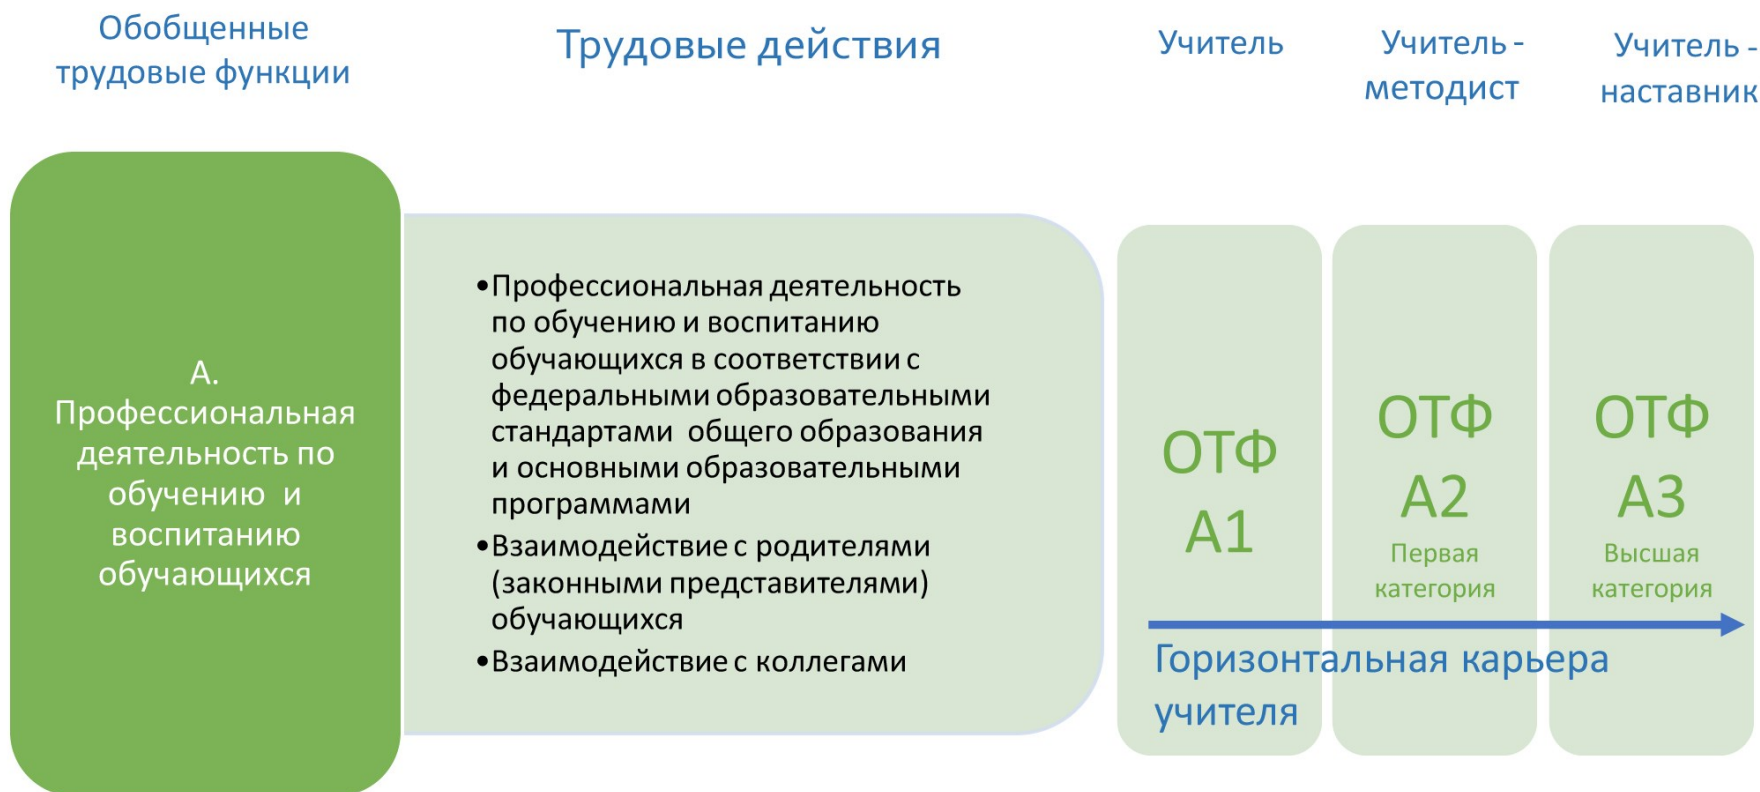 Обобщенные
трудовые функции
Трудовые действия
Учитель
Учитель -
методист
Учитель -
наставник
А.
Профессиональная
деятельность по
обучению и
воспитанию
обучающихся
•Профессиональная деятельность
по обучению и воспитанию
обучающихся в соответствии с
федеральными образовательными
стандартами общего образования
и основными образовательными
программами
•Взаимодействие с родителями
(законными представителями)
обучающихся
•Взаимодействие с коллегами
ОТФ
А1
ОТФ
А2
Первая
категория
ОТФ
А3
Высшая
категория
Горизонтальная карьера
учителя